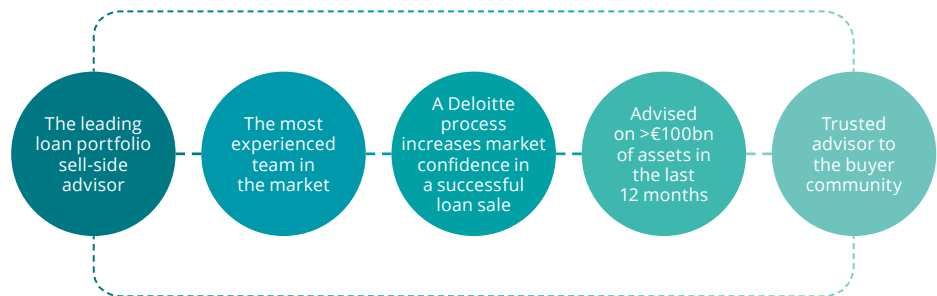 The leading
loan portfolio
sell-side
advisor
The most
experienced
team in
the market
A Deloitte
process
increases market
confidence in
a successful
loan sale
Advised
on >€100bn
of assets in
the last
12 months
Trusted
advisor to
the buyer
community